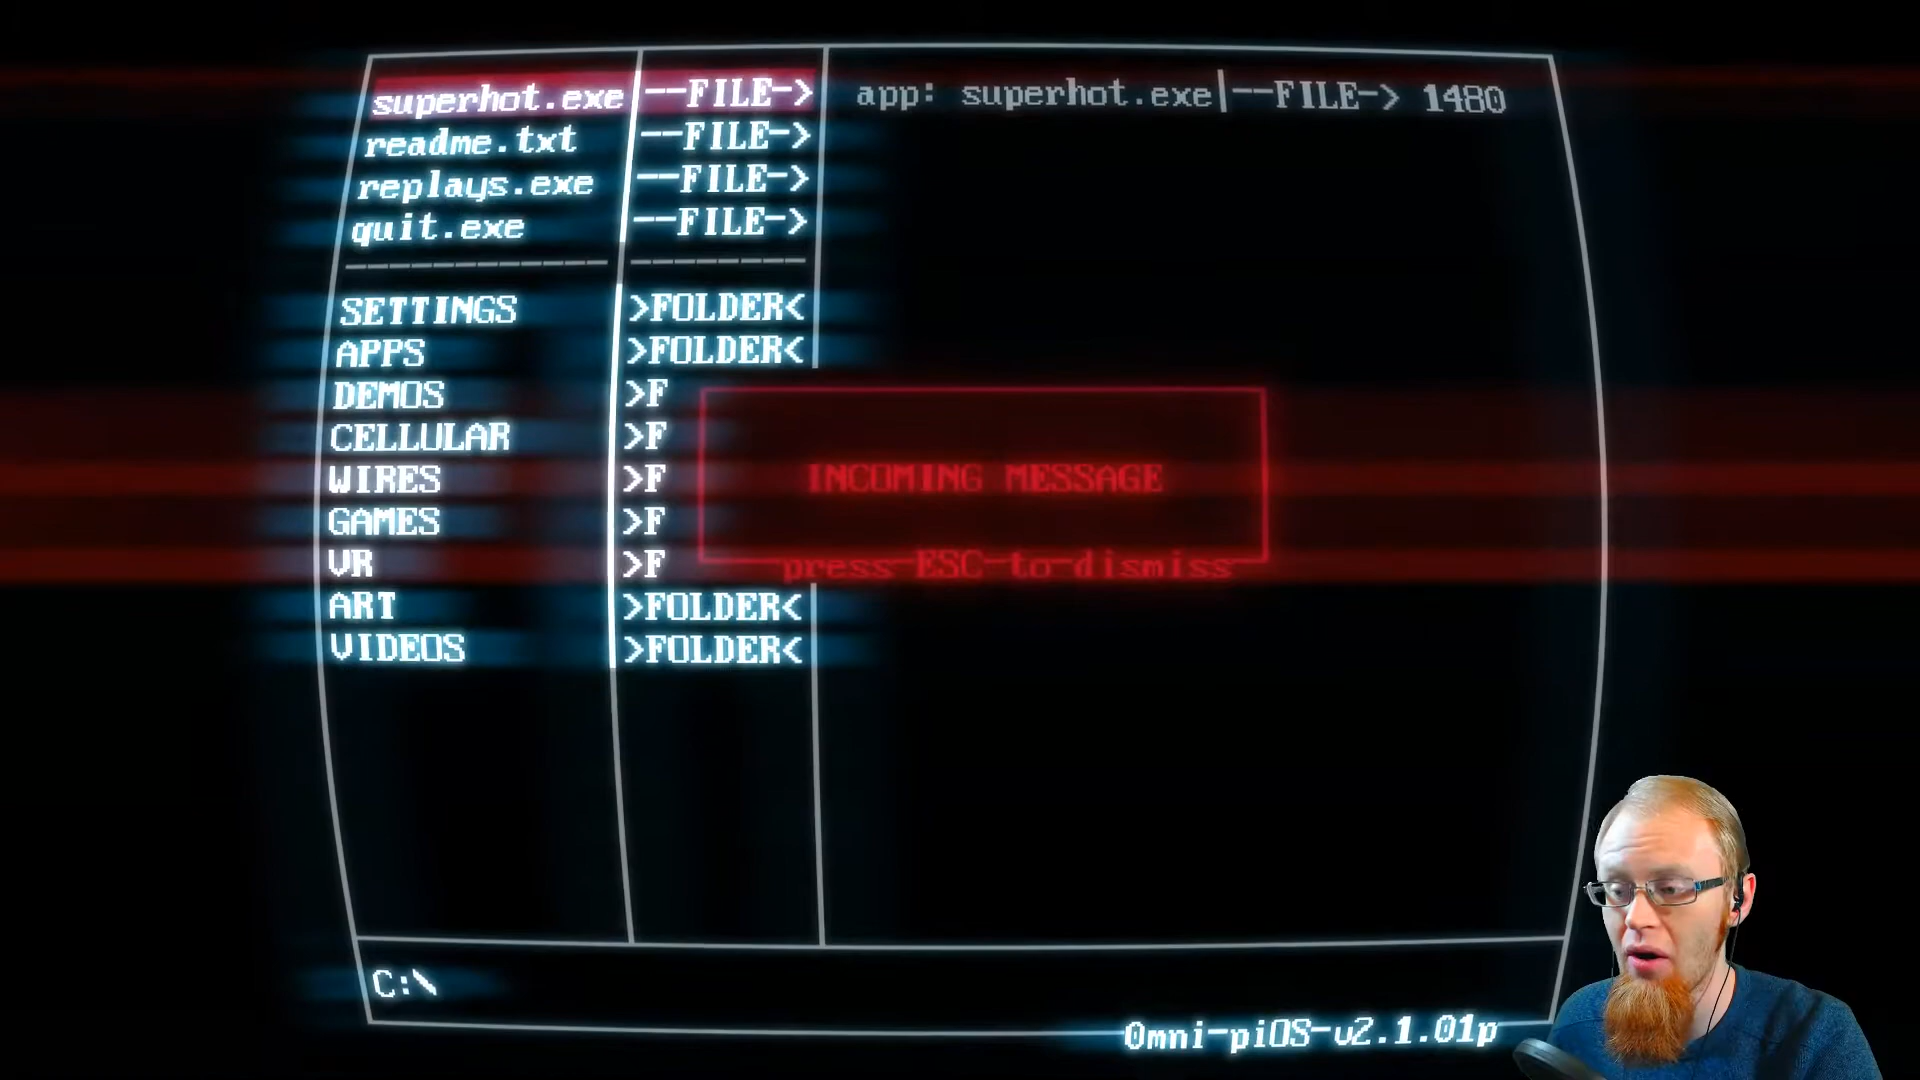 superhot.exe --FILE-> app: superhot.exe|--FILE-> 1480
readme.txt --FILE->
replays.exe --FILE->
quit.exe --FILE->
SETTINGS >FOLDER<
APPS >FOLDER<
DEMOS >F
CELLULAR >F
WIRES >F
GAMES >F
VR >F
ART >FOLDER<
VIDEOS >FOLDER<
INCOMING MESSAGE
press ESC to dismiss
C:\
0mni-piOS-v2.1.01p